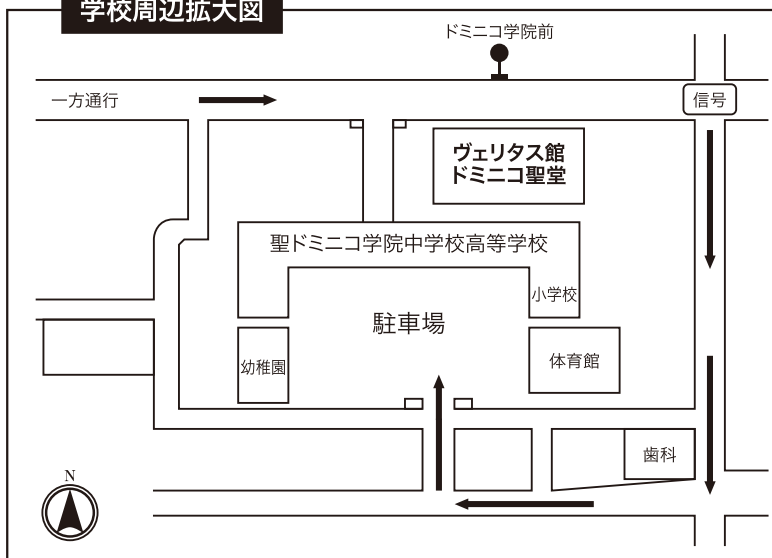 学校周辺拡大図
ドミニコ学院前
一方通行
信号
ヴェリタス館
ドミニコ聖堂
聖ドミニコ学院中学校高等学校
小学校
駐車場
幼稚園
体育館
歯科
N